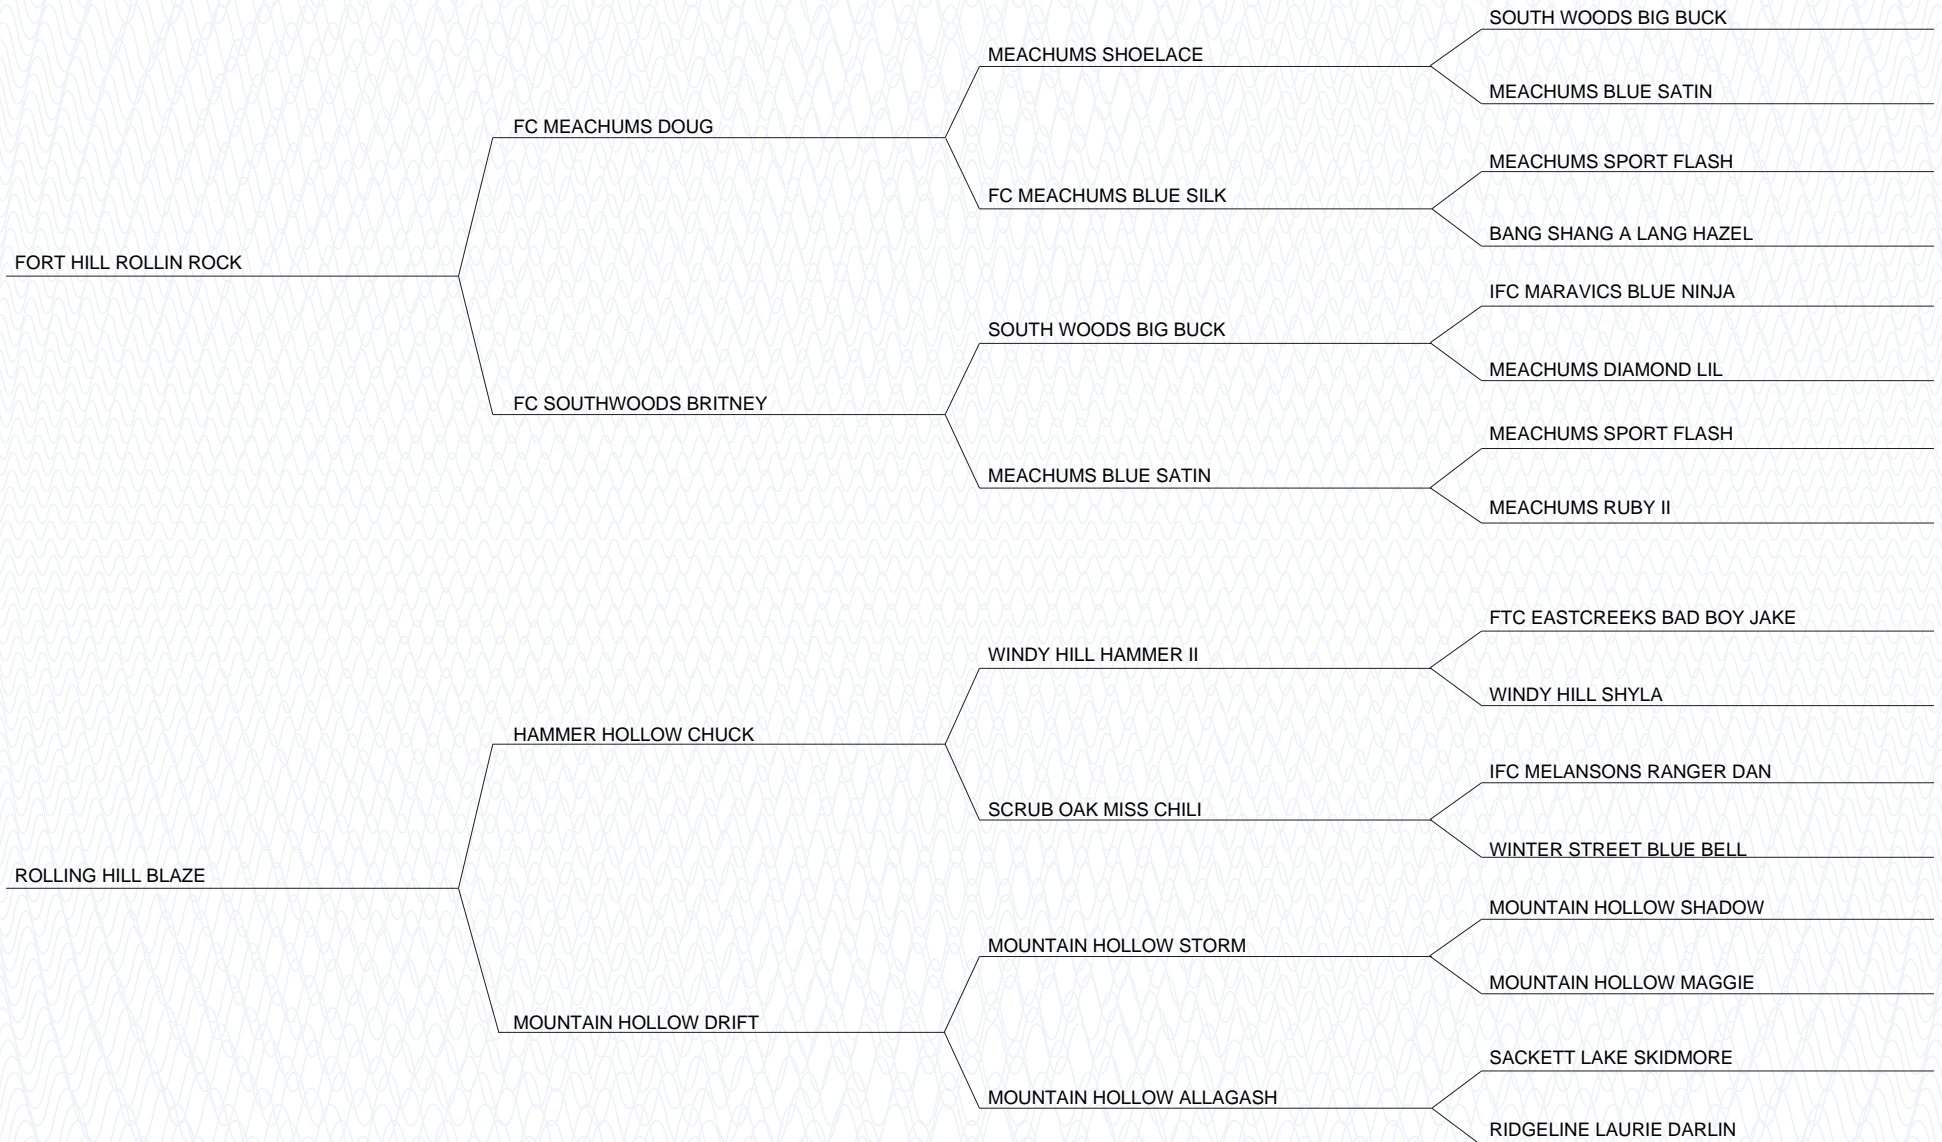 SOUTH WOODS BIG BUCK
MEACHUMS SHOELACE
MEACHUMS BLUE SATIN
FC MEACHUMS DOUG
MEACHUMS SPORT FLASH
FC MEACHUMS BLUE SILK
BANG SHANG A LANG HAZEL
FORT HILL ROLLIN ROCK
IFC MARAVICS BLUE NINJA
SOUTH WOODS BIG BUCK
MEACHUMS DIAMOND LIL
FC SOUTHWOODS BRITNEY
MEACHUMS SPORT FLASH
MEACHUMS BLUE SATIN
MEACHUMS RUBY II
FTC EASTCREEKS BAD BOY JAKE
WINDY HILL HAMMER II
WINDY HILL SHYLA
HAMMER HOLLOW CHUCK
IFC MELANSONS RANGER DAN
SCRUB OAK MISS CHILI
WINTER STREET BLUE BELL
ROLLING HILL BLAZE
MOUNTAIN HOLLOW SHADOW
MOUNTAIN HOLLOW STORM
MOUNTAIN HOLLOW MAGGIE
MOUNTAIN HOLLOW DRIFT
SACKETT LAKE SKIDMORE
MOUNTAIN HOLLOW ALLAGASH
RIDGELINE LAURIE DARLIN